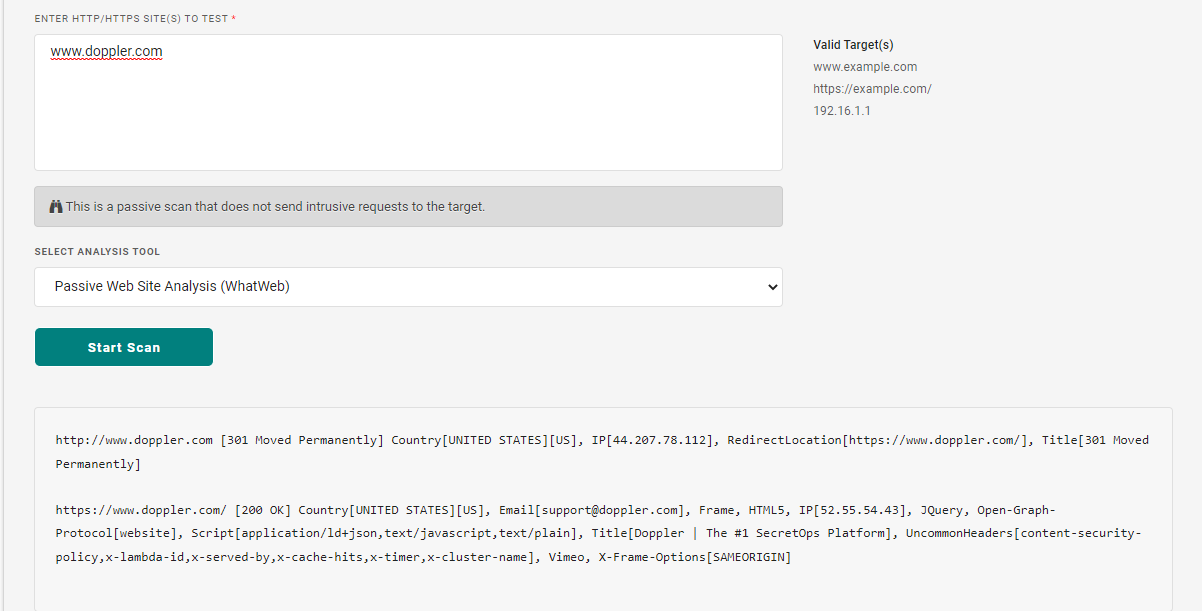 ENTER HTTP/HTTPS SITE(S) TO TEST *
www.doppler.com
Valid Target(s)
www.example.com
https://example.com/
192.16.1.1
This is a passive scan that does not send intrusive requests to the target.
SELECT ANALYSIS TOOL
Passive Web Site Analysis (WhatWeb)
Start Scan
http://www.doppler.com [301 Moved Permanently] Country[UNITED STATES][US], IP[44.207.78.112], RedirectLocation[https://www.doppler.com/], Title[301 Moved
Permanently]
https://www.doppler.com/ [200 OK] Country[UNITED STATES][US], Email[support@doppler.com], Frame, HTML5, IP[52.55.54.43], JQuery, Open-Graph-
Protocol[website], Script[application/ld+json,text/javascript,text/plain], Title[Doppler | The #1 SecretOps Platform], UncommonHeaders[content-security-
policy,x-lambda-id,x-served-by,x-cache-hits,x-timer,x-cluster-name], Vimeo, X-Frame-Options[SAMEORIGIN]